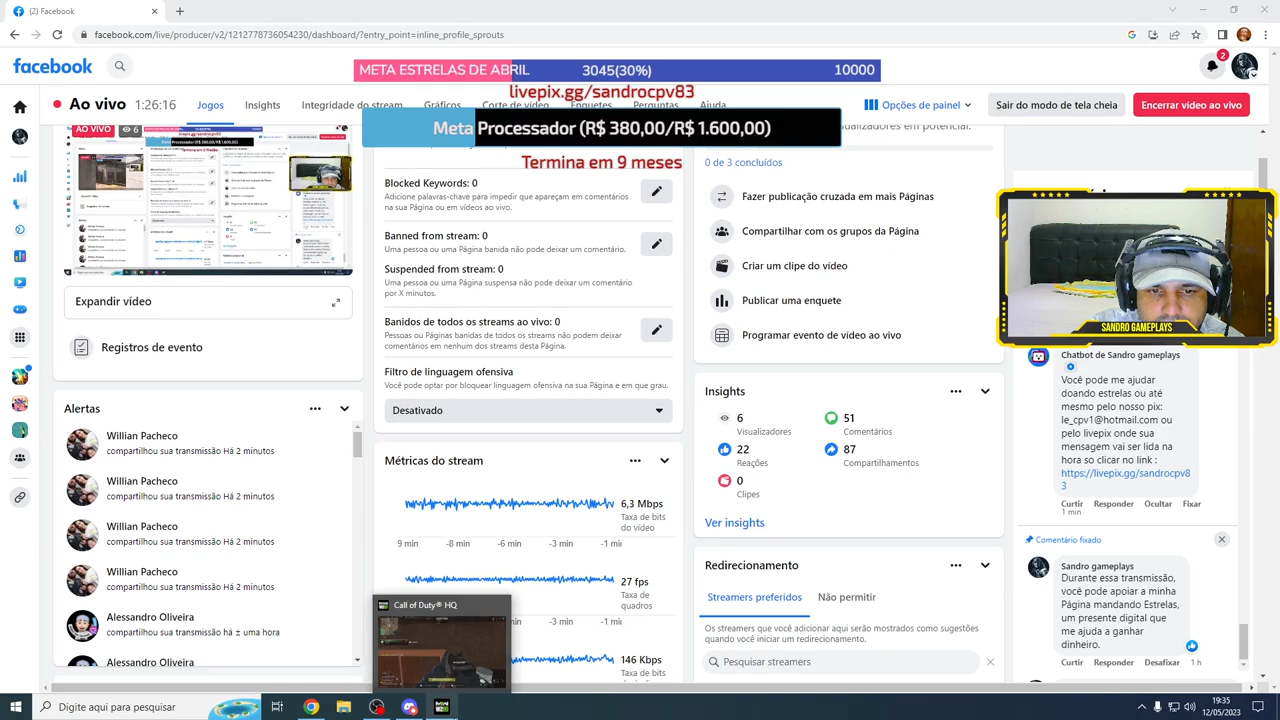 (2) Facebook
facebook.com/live/producer/v2/1212778736054230/dashboard/?entry_point=inline_profile_sprouts
facebook
META ESTRELAS DE ABRIL
3045(30%)
10000
2
livepix.gg/sandrocpv83
Ao vivo 1:26:16
Jogos
Insights
Integridade do stream
Gráficos
Corte de vídeo
Enquetes
Perguntas
Ajuda
Opções de painel
Sair do modo de tela cheia
Encerrar vídeo ao vivo
Meta Processador (R$ 380,00/R$ 1.600,00)
Termina em 9 meses
AO VIVO
6
Expandir vídeo
Registros de evento
Alertas
Willian Pacheco
compartilhou sua transmissão Há 2 minutos
Willian Pacheco
compartilhou sua transmissão Há 2 minutos
Willian Pacheco
compartilhou sua transmissão Há 2 minutos
Willian Pacheco
compartilhou sua transmissão Há 2 minutos
Alessandro Oliveira
compartilhou sua transmissão há ± uma hora
Alessandro Oliveira
Blocked Keywords: 0
Adicione palavras-chave para impedir que apareçam em comentários
na sua Página ou em vídeos ao vivo.
Banned from stream: 0
Uma pessoa ou uma Página banida não pode deixar um comentário.
Suspended from stream: 0
Uma pessoa ou uma Página suspensa não pode deixar um comentário
por X minutos.
Banidos de todos os streams ao vivo: 0
Pessoas ou Páginas banidas de todos os streams não podem deixar
comentários em nenhum dos streams desta Página.
Filtro de linguagem ofensiva
Você pode optar por bloquear linguagem ofensiva na sua Página e em que grau.
Desativado
Métricas do stream
6,3 Mbps
Taxa de bits
do vídeo
9 min
-8 min
-6 min
-3 min
-1 min
27 fps
Taxa de
quadros
-3 min
-1 min
146 Kbps
Taxa de bits
Call of Duty® HQ
0 de 3 concluídos
Compartilhar com os grupos da Página
Criar um clipe do vídeo
Publicar uma enquete
Programar evento de vídeo ao vivo
Insights
6
Visualizadores
51
Comentários
22
Reações
87
Compartilhamentos
0
Clipes
Ver insights
Redirecionamento
Streamers preferidos
Não permitir
Os streamers que você adicionar aqui serão mostrados como sugestões
quando você iniciar um redirecionamento.
Pesquisar streamers
SANDRO GAMEPLAYS
Chatbot de Sandro gameplays
Você pode me ajudar
doando estrelas ou até
mesmo pelo nosso pix:
le_cpv1@hotmail.com ou
pelo livepix onde sua
mensagem vai ser lida na
hora so clicar no link :
https://livepix.gg/sandrocpv8
3
Curtir Responder Ocultar Fixar
1 min
Comentário fixado
Sandro gameplays
Durante essa transmissão,
você pode apoiar a minha
Página mandando Estrelas,
um presente digital que
me ajuda a ganhar
dinheiro.
Curtir Responder Desafixar 1 h
Digite aqui para pesquisar
19:35
12/05/2023